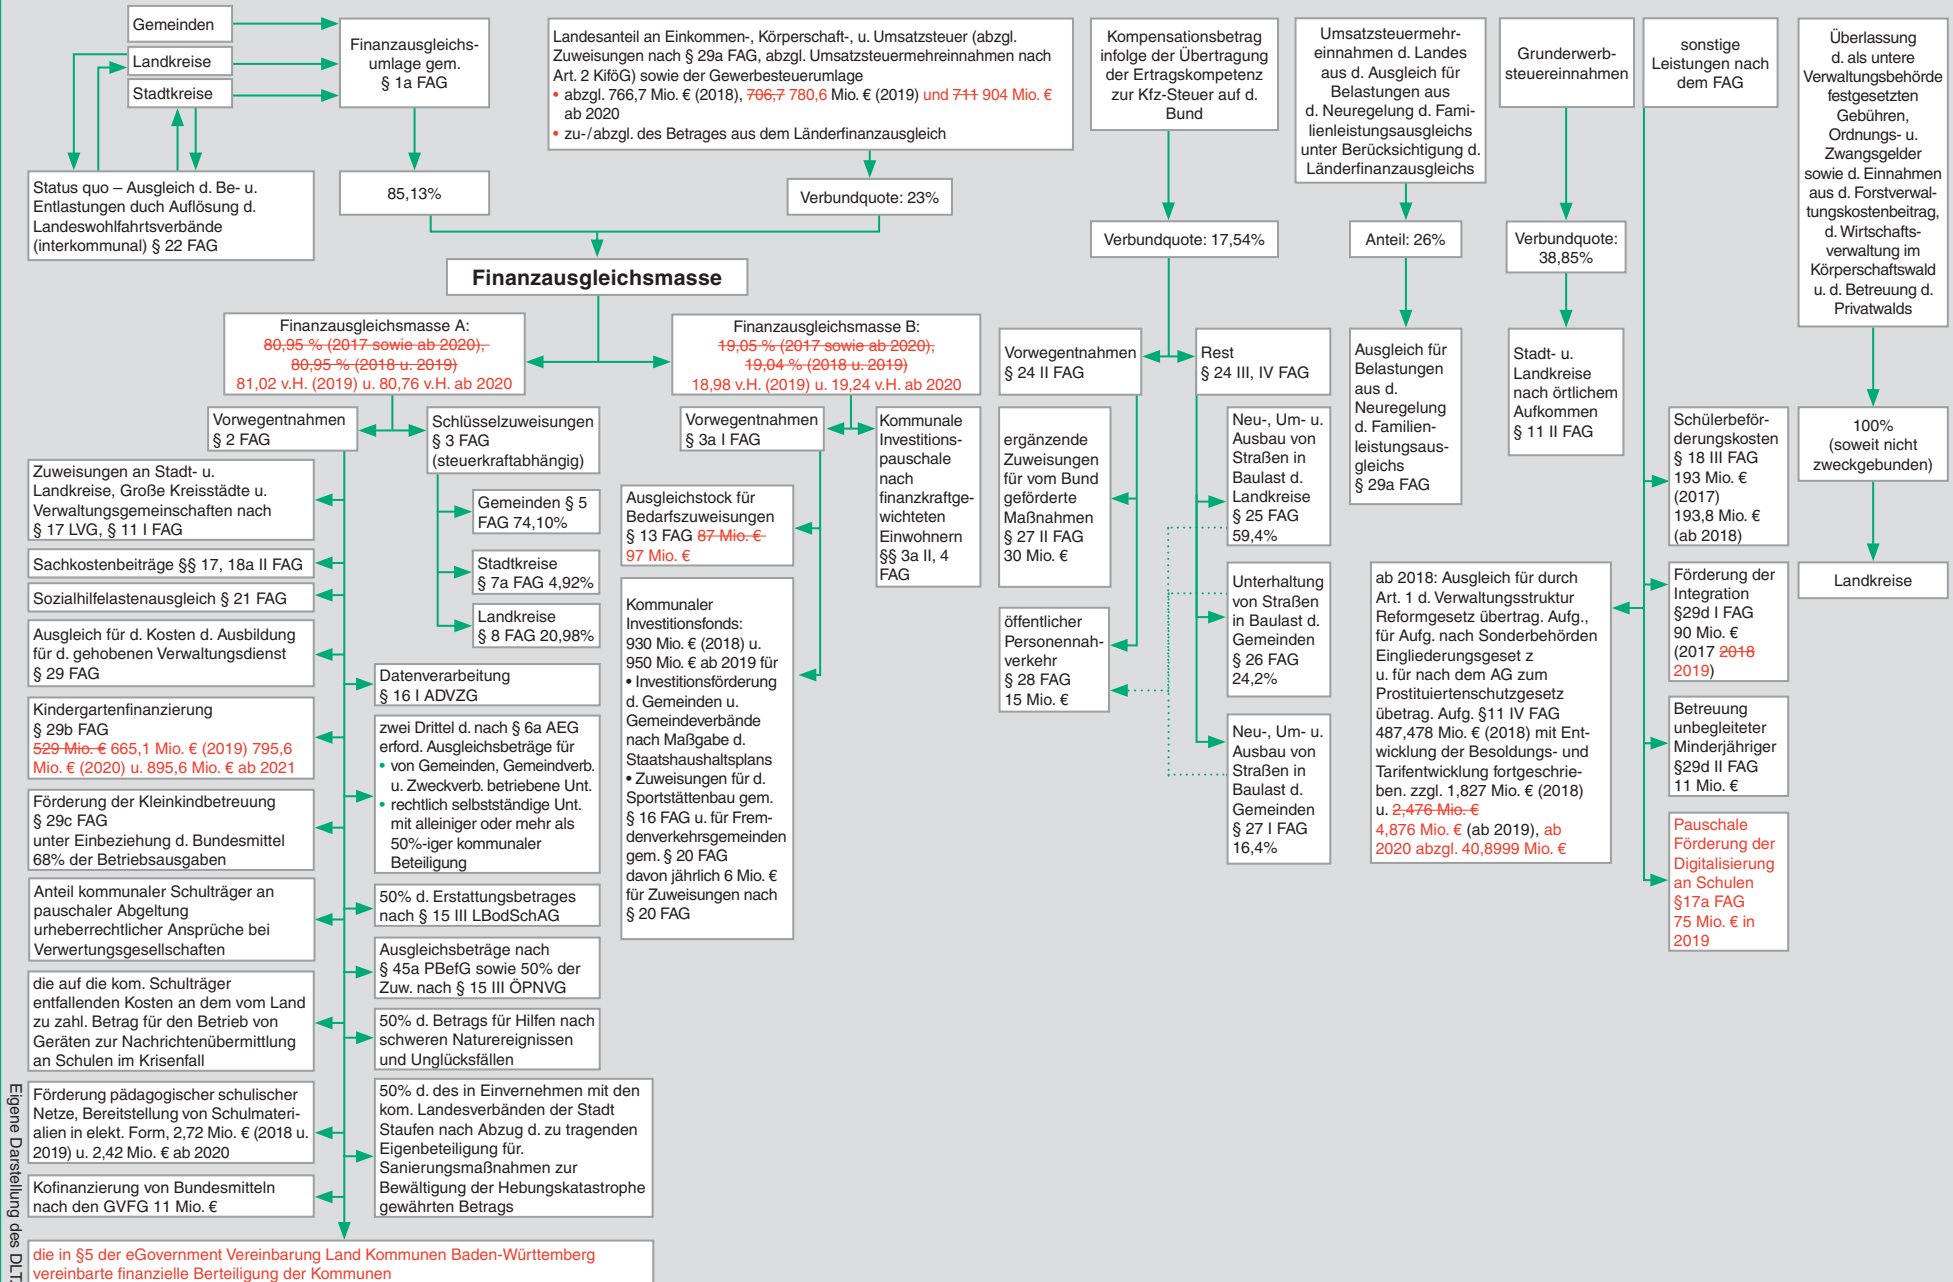 Gemeinden
Landkreise
Stadtkreise
Finanzausgleichs-
umlage gem.
§ 1a FAG
Status quo – Ausgleich d. Be- u.
Entlastungen duch Auflösung d.
Landeswohlfahrtsverbände
(interkommunal) § 22 FAG
85,13%
Landesanteil an Einkommen-, Körperschaft-, u. Umsatzsteuer (abzgl.
Zuweisungen nach § 29a FAG, abzgl. Umsatzsteuermehreinnahmen nach
Art. 2 KiföG) sowie der Gewerbesteuerumlage
• abzgl. 766,7 Mio. € (2018), 706,7 780,6 Mio. € (2019) und 711 904 Mio. €
ab 2020
• zu-/abzgl. des Betrages aus dem Länderfinanzausgleich
Verbundquote: 23%
Finanzausgleichsmasse
Finanzausgleichsmasse A:
80,95 % (2017 sowie ab 2020),
80,95 % (2018 u. 2019)
81,02 v.H. (2019) u. 80,76 v.H. ab 2020
Finanzausgleichsmasse B:
19,05 % (2017 sowie ab 2020),
19,04 % (2018 u. 2019)
18,98 v.H. (2019) u. 19,24 v.H. ab 2020
Vorwegentnahmen
§ 2 FAG
Schlüsselzuweisungen
§ 3 FAG
(steuerkraftabhängig)
Gemeinden § 5
FAG 74,10%
Stadtkreise
§ 7a FAG 4,92%
Landkreise
§ 8 FAG 20,98%
Zuweisungen an Stadt- u.
Landkreise, Große Kreisstädte u.
Verwaltungsgemeinschaften nach
§ 17 LVG, § 11 I FAG
Sachkostenbeiträge §§ 17, 18a II FAG
Sozialhilfelastenausgleich § 21 FAG
Ausgleich für d. Kosten d. Ausbildung
für d. gehobenen Verwaltungsdienst
§ 29 FAG
Kindergartenfinanzierung
§ 29b FAG
529 Mio. € 665,1 Mio. € (2019) 795,6
Mio. € (2020) u. 895,6 Mio. € ab 2021
Förderung der Kleinkindbetreuung
§ 29c FAG
unter Einbeziehung d. Bundesmittel
68% der Betriebsausgaben
Anteil kommunaler Schulträger an
pauschaler Abgeltung
urheberrechtlicher Ansprüche bei
Verwertungsgesellschaften
die auf die kom. Schulträger
entfallenden Kosten an dem vom Land
zu zahl. Betrag für den Betrieb von
Geräten zur Nachrichtenübermittlung
an Schulen im Krisenfall
Förderung pädagogischer schulischer
Netze, Bereitstellung von Schulmateri-
alien in elekt. Form, 2,72 Mio. € (2018 u.
2019) u. 2,42 Mio. € ab 2020
Kofinanzierung von Bundesmitteln
nach den GVFG 11 Mio. €
Datenverarbeitung
§ 16 I ADVZG
zwei Drittel d. nach § 6a AEG
erford. Ausgleichsbeträge für
• von Gemeinden, Gemeindverb.
u. Zweckverb. betriebene Unt.
• rechtlich selbstständige Unt.
mit alleiniger oder mehr als
50%-iger kommunaler
Beteiligung
50% d. Erstattungsbetrages
nach § 15 III LBodSchAG
Ausgleichsbeträge nach
§ 45a PBefG sowie 50% der
Zuw. nach § 15 III ÖPNVG
50% d. Betrags für Hilfen nach
schweren Naturereignissen
und Unglücksfällen
50% d. des in Einvernehmen mit den
kom. Landesverbänden der Stadt
Staufen nach Abzug d. zu tragenden
Eigenbeteiligung für.
Sanierungsmaßnahmen zur
Bewältigung der Hebungskatastrophe
gewährten Betrags
die in §5 der eGovernment Vereinbarung Land Kommunen Baden-Württemberg
vereinbarte finanzielle Berteiligung der Kommunen
Vorwegentnahmen
§ 3a I FAG
Kommunale
Investitions-
pauschale
nach
finanzkraftge-
wichteten
Einwohnern
§§ 3a II, 4
FAG
Ausgleichstock für
Bedarfszuweisungen
§ 13 FAG 87 Mio. €
97 Mio. €
Kommunaler
Investitionsfonds:
930 Mio. € (2018) u.
950 Mio. € ab 2019 für
• Investitionsförderung
d. Gemeinden u.
Gemeindeverbände
nach Maßgabe d.
Staatshaushaltsplans
• Zuweisungen für d.
Sportstättenbau gem.
§ 16 FAG u. für Frem-
denverkehrsgemeinden
gem. § 20 FAG
davon jährlich 6 Mio. €
für Zuweisungen nach
§ 20 FAG
Kompensationsbetrag
infolge der Übertragung
der Ertragskompetenz
zur Kfz-Steuer auf d.
Bund
Verbundquote: 17,54%
Vorwegentnahmen
§ 24 II FAG
Rest
§ 24 III, IV FAG
ergänzende
Zuweisungen
für vom Bund
geförderte
Maßnahmen
§ 27 II FAG
30 Mio. €
öffentlicher
Personennah-
verkehr
§ 28 FAG
15 Mio. €
Neu-, Um- u.
Ausbau von
Straßen in
Baulast d.
Landkreise
§ 25 FAG
59,4%
Unterhaltung
von Straßen
in Baulast d.
Gemeinden
§ 26 FAG
24,2%
Neu-, Um- u.
Ausbau von
Straßen in
Baulast d.
Gemeinden
§ 27 I FAG
16,4%
Umsatzsteuermehr-
einnahmen d. Landes
aus d. Ausgleich für
Belastungen aus
d. Neuregelung d. Fami-
lienleistungsausgleichs
unter Berücksichtigung d.
Länderfinanzausgleichs
Anteil: 26%
Ausgleich für
Belastungen
aus d.
Neuregelung
d. Familien-
leistungsaus-
gleichs
§ 29a FAG
Grunderwerb-
steuereinnahmen
Verbundquote:
38,85%
Stadt- u.
Landkreise
nach örtlichem
Aufkommen
§ 11 II FAG
sonstige
Leistungen nach
dem FAG
ab 2018: Ausgleich für durch
Art. 1 d. Verwaltungsstruktur
Reformgesetz übertrag. Aufg.,
für Aufg. nach Sonderbehörden
Eingliederungsgeset z
u. für nach dem AG zum
Prostituiertenschutzgesetz
übetrag. Aufg. §11 IV FAG
487,478 Mio. € (2018) mit Ent-
wicklung der Besoldungs- und
Tarifentwicklung fortgeschrie-
ben. zzgl. 1,827 Mio. € (2018)
u. 2,476 Mio. €
4,876 Mio. € (ab 2019), ab
2020 abzgl. 40,8999 Mio. €
Schülerbeför-
derungskosten
§ 18 III FAG
193 Mio. €
(2017)
193,8 Mio. €
(ab 2018)
Förderung der
Integration
§29d I FAG
90 Mio. €
(2017 2018
2019)
Betreuung
unbegleiteter
Minderjähriger
§29d II FAG
11 Mio. €
Pauschale
Förderung der
Digitalisierung
an Schulen
§17a FAG
75 Mio. € in
2019
Überlassung
d. als untere
Verwaltungsbehörde
festgesetzten
Gebühren,
Ordnungs- u.
Zwangsgelder
sowie d. Einnahmen
aus d. Forstverwal-
tungskostenbeitrag,
d. Wirtschafts-
verwaltung im
Körperschaftswald
u. d. Betreuung d.
Privatwalds
100%
(soweit nicht
zweckgebunden)
Landkreise
Eigene Darstellung des DLT.